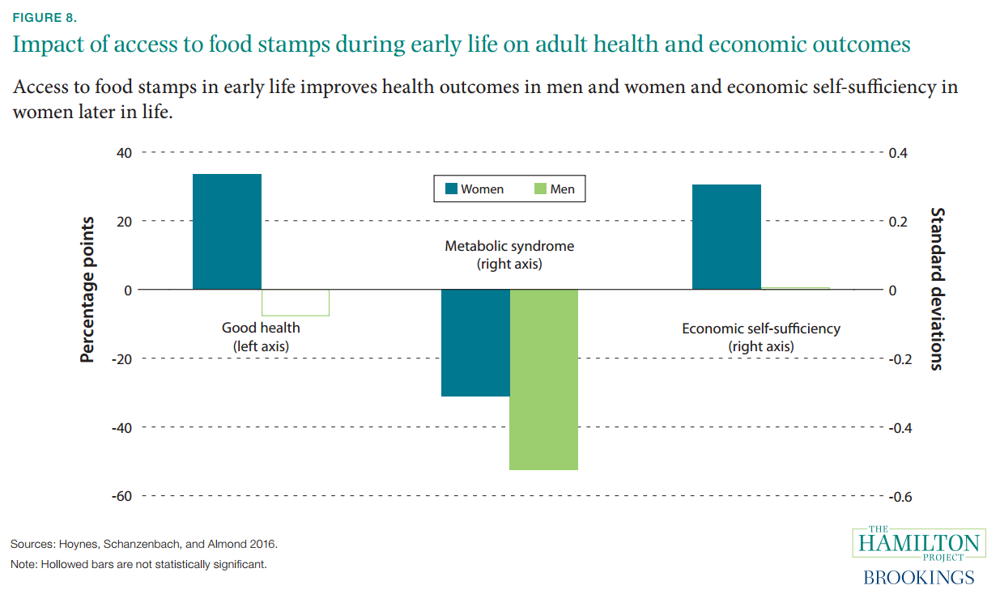 FIGURE 8.
Impact of access to food stamps during early life on adult health and economic outcomes
Access to food stamps in early life improves health outcomes in men and women and economic self-sufficiency in
women later in life.
40
20
0
-20
-40
-60
Percentage points
Women
Men
Good health
(left axis)
Metabolic syndrome
(right axis)
Economic self-sufficiency
(right axis)
0.4
0.2
0
-0.2
-0.4
-0.6
Standard deviations
Sources: Hoynes, Schanzenbach, and Almond 2016.
Note: Hollowed bars are not statistically significant.
THE
HAMILTON
PROJECT
BROOKINGS